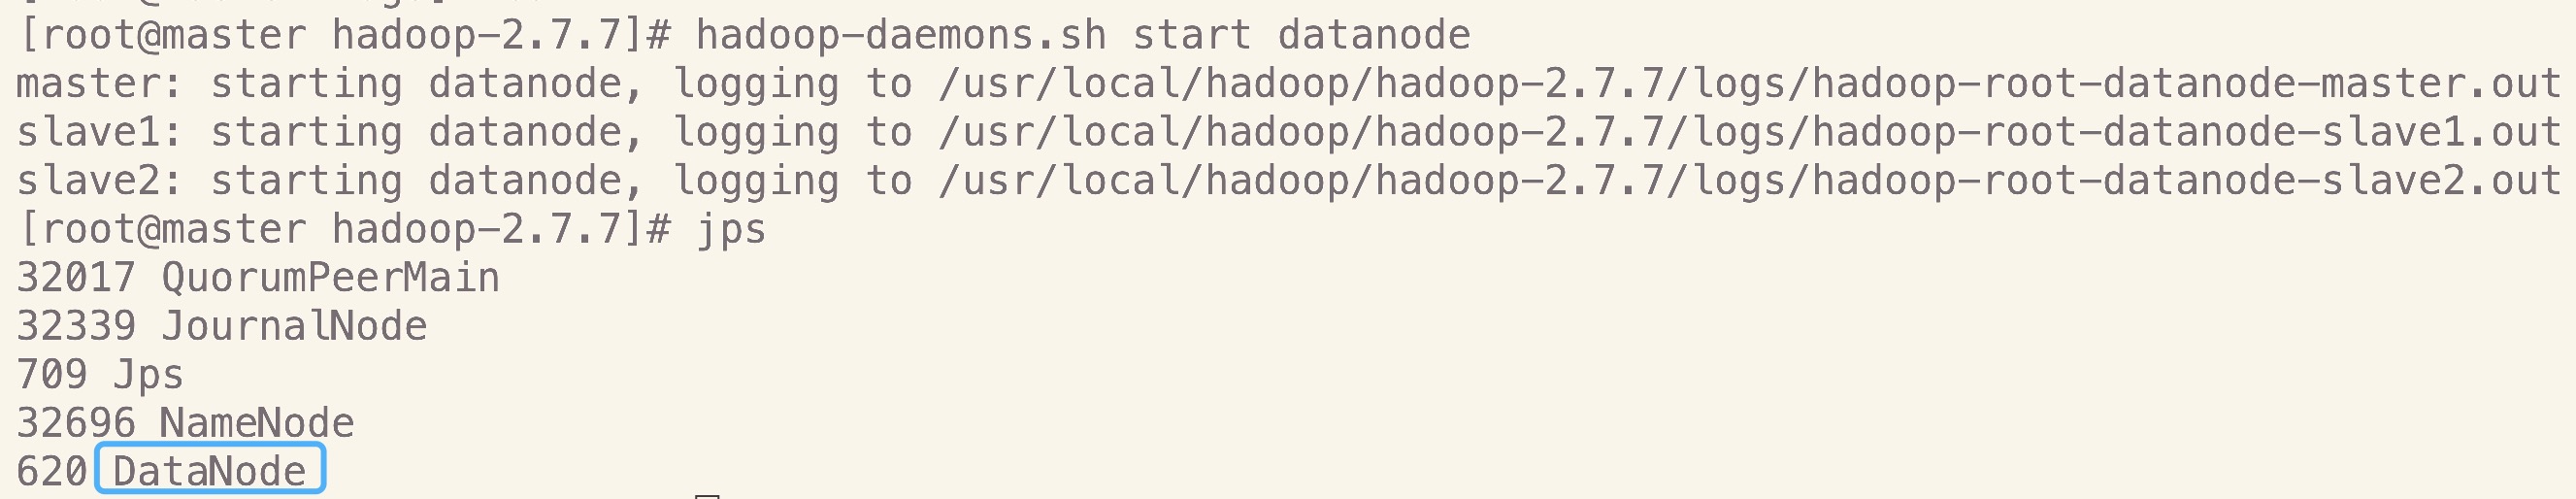 [root@master hadoop-2.7.7]# hadoop-daemons.sh start datanode
master: starting datanode, logging to /usr/local/hadoop/hadoop-2.7.7/logs/hadoop-root-datanode-master.out
slave1: starting datanode, logging to /usr/local/hadoop/hadoop-2.7.7/logs/hadoop-root-datanode-slave1.out
slave2: starting datanode, logging to /usr/local/hadoop/hadoop-2.7.7/logs/hadoop-root-datanode-slave2.out
[root@master hadoop-2.7.7]# jps
32017 QuorumPeerMain
32339 JournalNode
709 Jps
32696 NameNode
620 DataNode